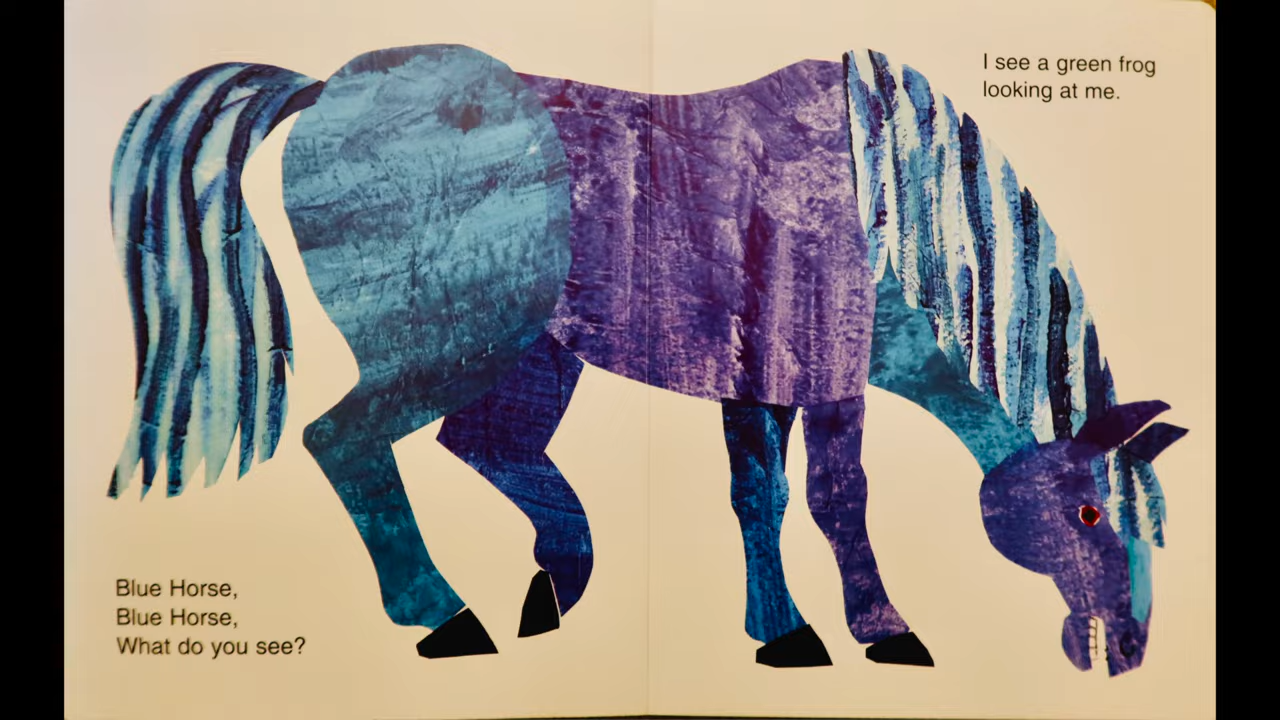 Blue Horse,
Blue Horse,
What do you see?
I see a green frog
looking at me.